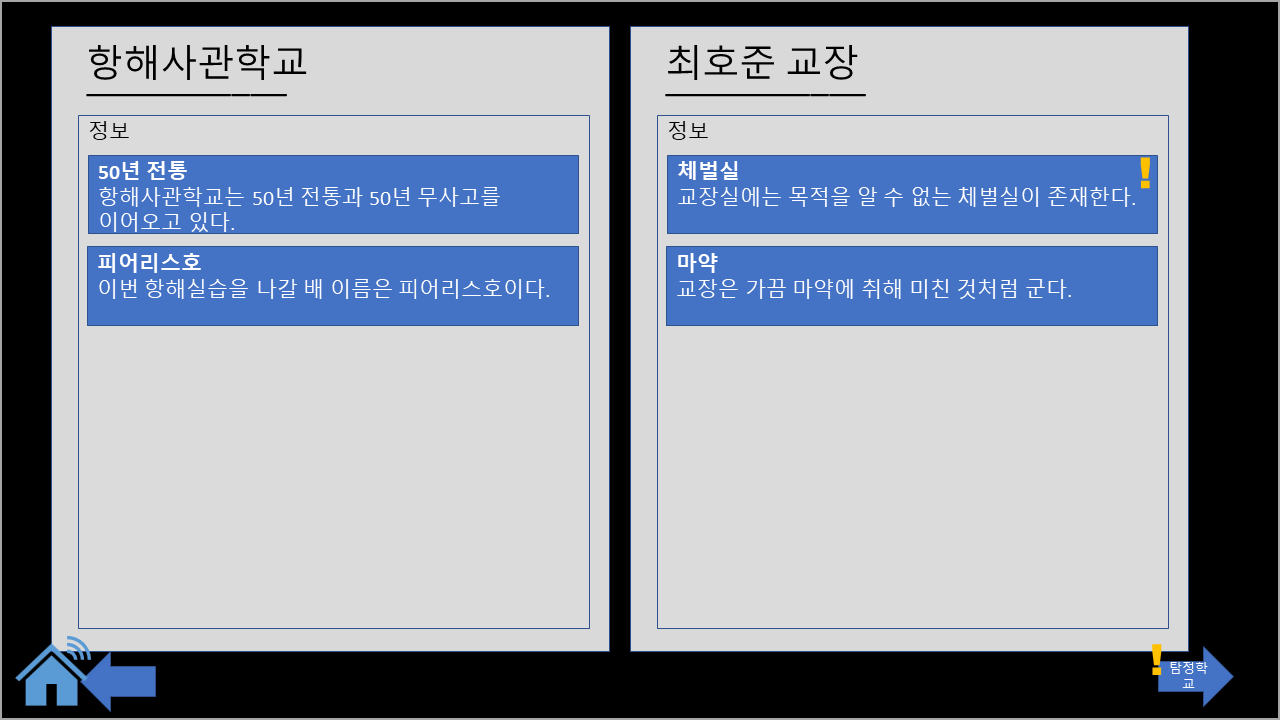 항해사관학교
정보
50년 전통
항해사관학교는 50년 전통과 50년 무사고를
이어오고 있다.
피어리스호
이번 항해실습을 나갈 배 이름은 피어리스호이다.
최호준 교장
정보
체벌실
교장실에는 목적을 알 수 없는 체벌실이 존재한다.
!
마약
교장은 가끔 마약에 취해 미친 것처럼 군다.
!
탐정학
교